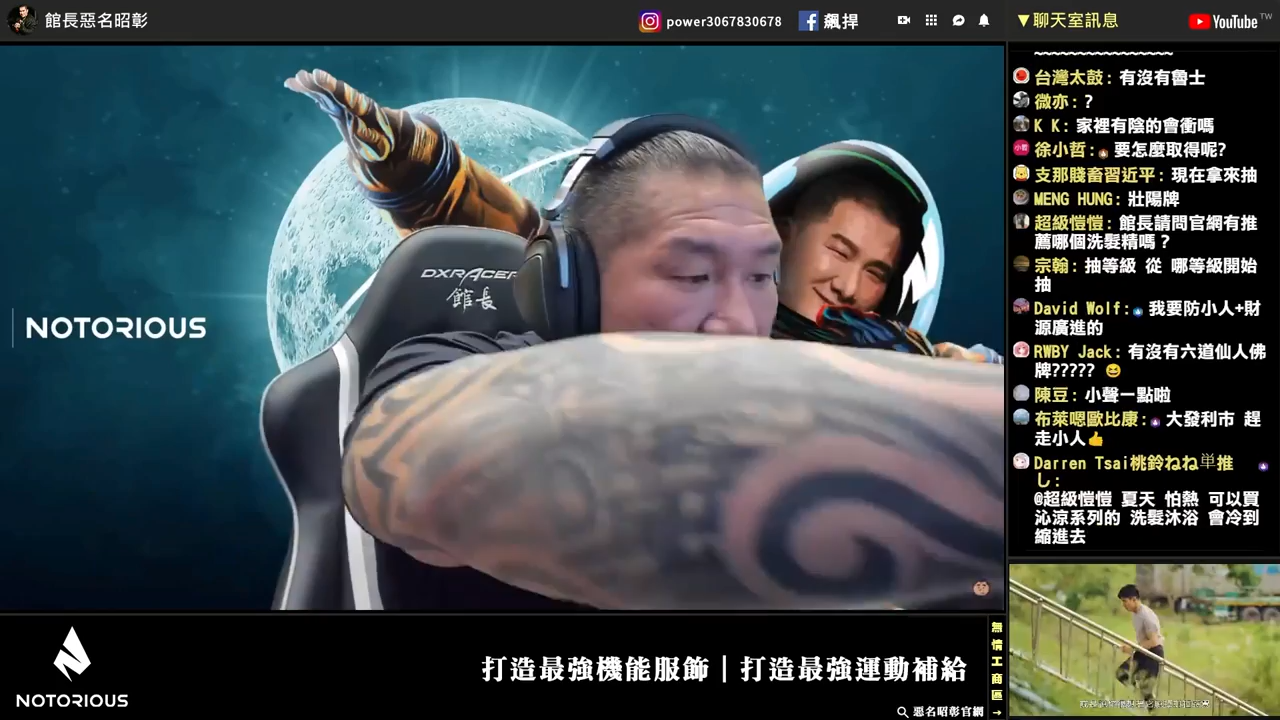 館長惡名昭彰
power3067830678
飆捍
▼聊天室訊息
YouTube TW
~~~~~~~~~~~~~~~~
台灣太鼓: 有沒有魯士
微亦: ?
K K: 家裡有陰的會衝嗎
徐小哲: 要怎麼取得呢?
支那賤畜習近平: 現在拿來抽
MENG HUNG: 壯陽牌
超級愷愷: 館長請問官網有推
薦哪個洗髮精嗎?
宗翰: 抽等級 從 哪等級開始
抽
David Wolf: 我要防小人+財
源廣進的
RWBY Jack: 有沒有六道仙人佛
牌????? 😆
陳豆: 小聲一點啦
布萊嗯歐比康: 大發利市 趕
走小人👍
Darren Tsai桃鈴ねね単推
し:
@超級愷愷 夏天 怕熱 可以買
沁涼系列的 洗髮沐浴 會冷到
縮進去
DXRACER
館長
NOTORIOUS
NOTORIOUS
打造最強機能服飾|打造最強運動補給
惡名昭彰官網
無情工商區→